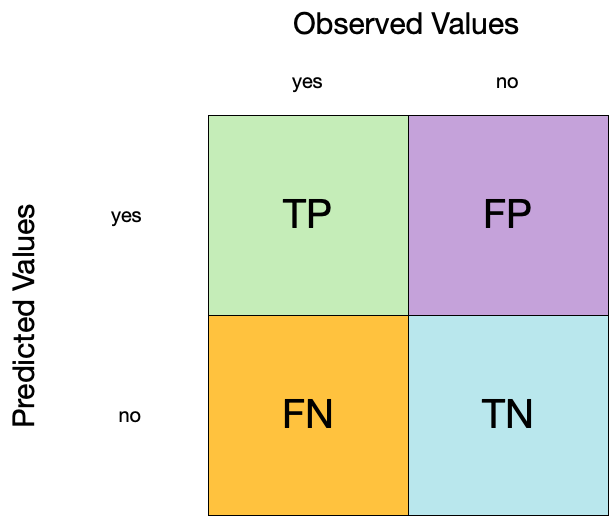 Observed Values
yes no
Predicted Values
yes TP FP
no FN TN